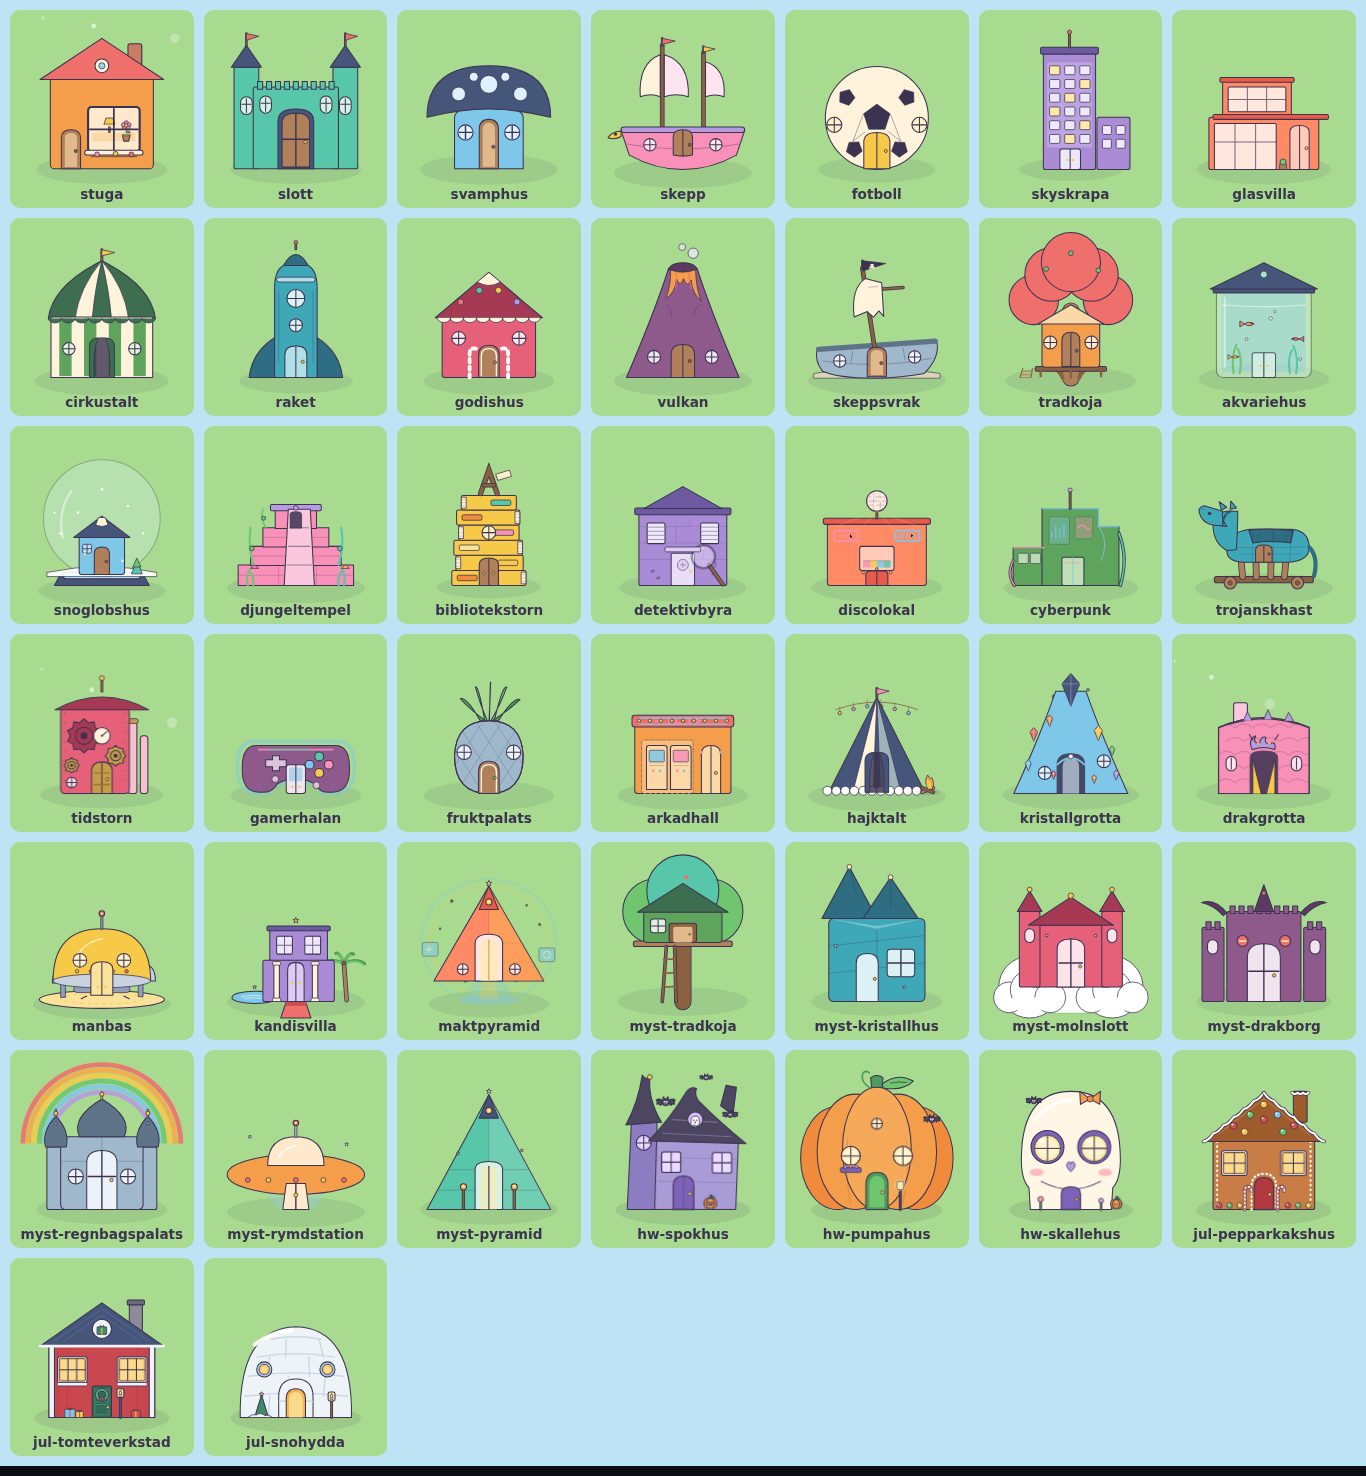 stuga
slott
svamphus
skepp
fotboll
skyskrapa
glasvilla
cirkustalt
raket
godishus
vulkan
skeppsvrak
tradkoja
akvariehus
snoglobshus
djungeltempel
bibliotekstorn
detektivbyra
discolokal
cyberpunk
trojanskhast
tidstorn
gamerhalan
fruktpalats
arkadhall
hajktalt
kristallgrotta
drakgrotta
manbas
kandisvilla
maktpyramid
myst-tradkoja
myst-kristallhus
myst-molnslott
myst-drakborg
myst-regnbagspalats
myst-rymdstation
myst-pyramid
hw-spokhus
hw-pumpahus
hw-skallehus
jul-pepparkakshus
jul-tomteverkstad
jul-snohydda